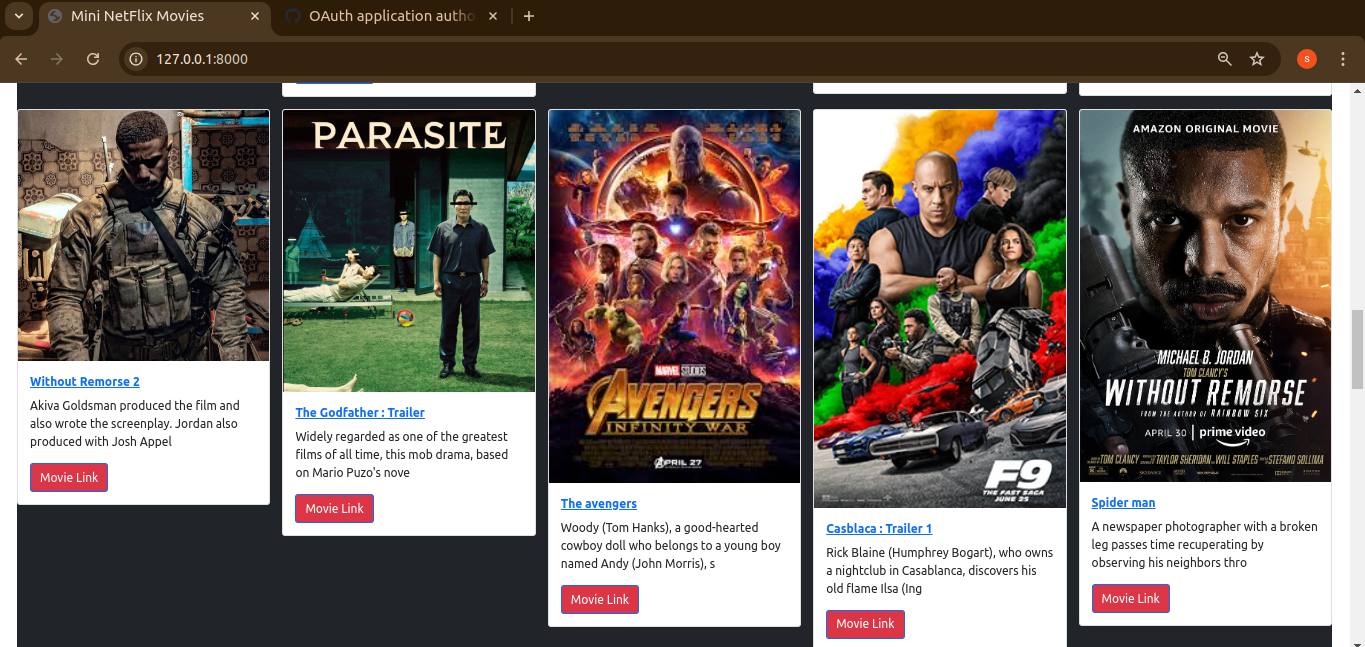 Mini NetFlix Movies
OAuth application autho
127.0.0.1:8000
S
Without Remorse 2
Akiva Goldsman produced the film and
also wrote the screenplay. Jordan also
produced with Josh Appel
Movie Link
PARASITE
The Godfather : Trailer
Widely regarded as one of the greatest
films of all time, this mob drama, based
on Mario Puzo's nove
Movie Link
MARVEL STUDIOS
AVENGERS
INFINITY WAR
APRIL 27
The avengers
Woody (Tom Hanks), a good-hearted
cowboy doll who belongs to a young boy
named Andy (John Morris), s
Movie Link
F9
THE FAST SAGA
JUNE 25
Casblaca : Trailer 1
Rick Blaine (Humphrey Bogart), who owns
a nightclub in Casablanca, discovers his
old flame Ilsa (Ing
Movie Link
AMAZON ORIGINAL MOVIE
MICHAEL B. JORDAN
TOM CLANCY'S
WITHOUT REMORSE
FROM THE AUTHOR OF RAINBOW SIX
APRIL 30 | prime video
Spider man
A newspaper photographer with a broken
leg passes time recuperating by
observing his neighbors thro
Movie Link